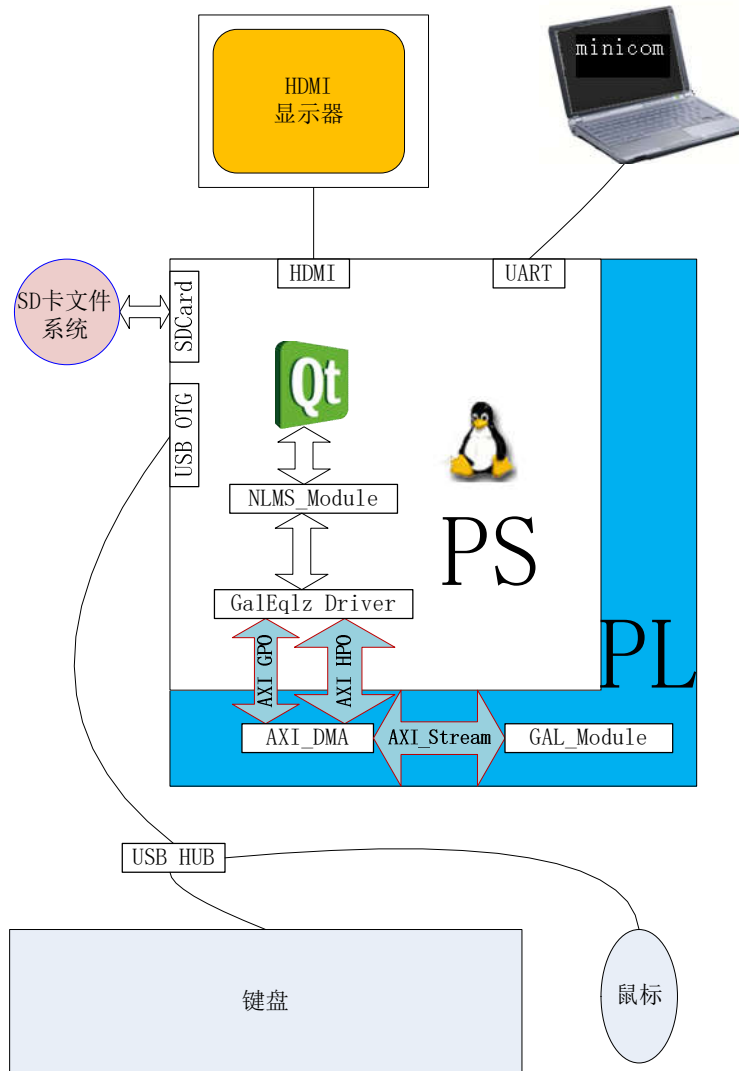 minicom
HDMI
显示器
HDMI
UART
SD卡文件
系统
SDCard
USB OTG
Qt
NLMS_Module
PS
GalEqlz Driver
PL
AXI GPO
AXI HPO
AXI_DMA
AXI_Stream
GAL_Module
USB HUB
键盘
鼠标